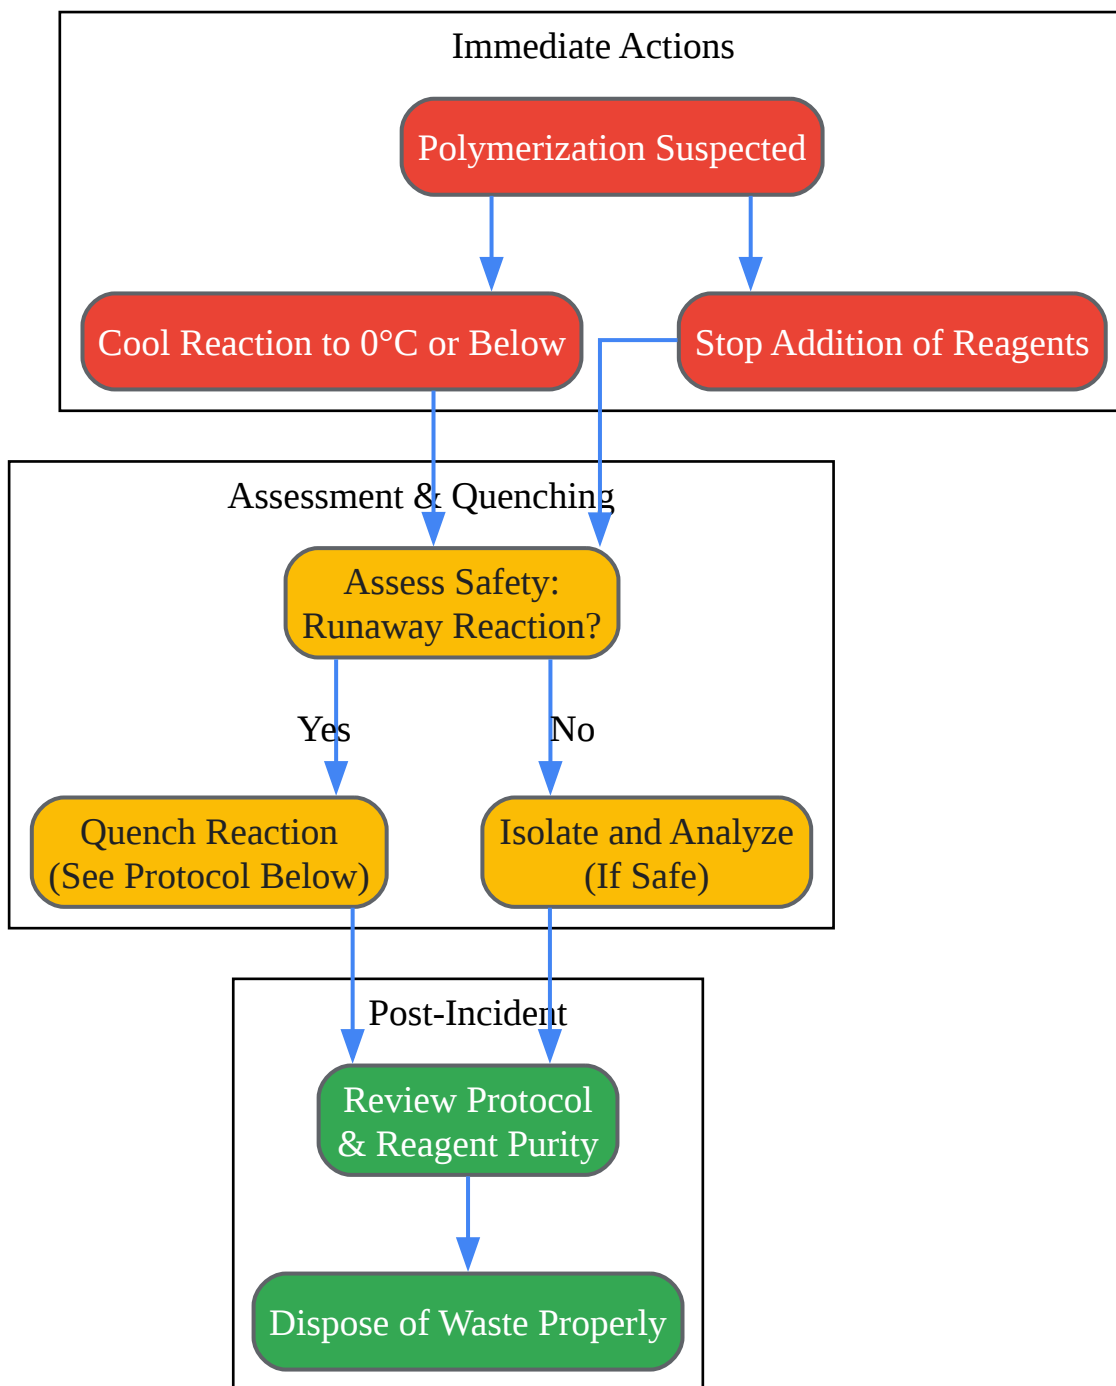 Immediate Actions
Polymerization Suspected
Cool Reaction to 0°C or Below
Stop Addition of Reagents
Assessment & Quenching
Assess Safety:
Runaway Reaction?
Yes
No
Quench Reaction
(See Protocol Below)
Isolate and Analyze
(If Safe)
Post-Incident
Review Protocol
& Reagent Purity
Dispose of Waste Properly